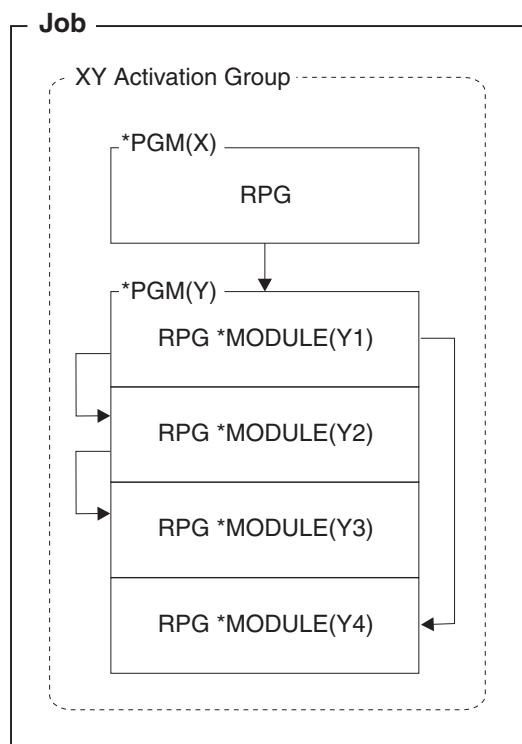 Job
XY Activation Group
*PGM(X)
RPG
*PGM(Y)
RPG *MODULE(Y1)
RPG *MODULE(Y2)
RPG *MODULE(Y3)
RPG *MODULE(Y4)